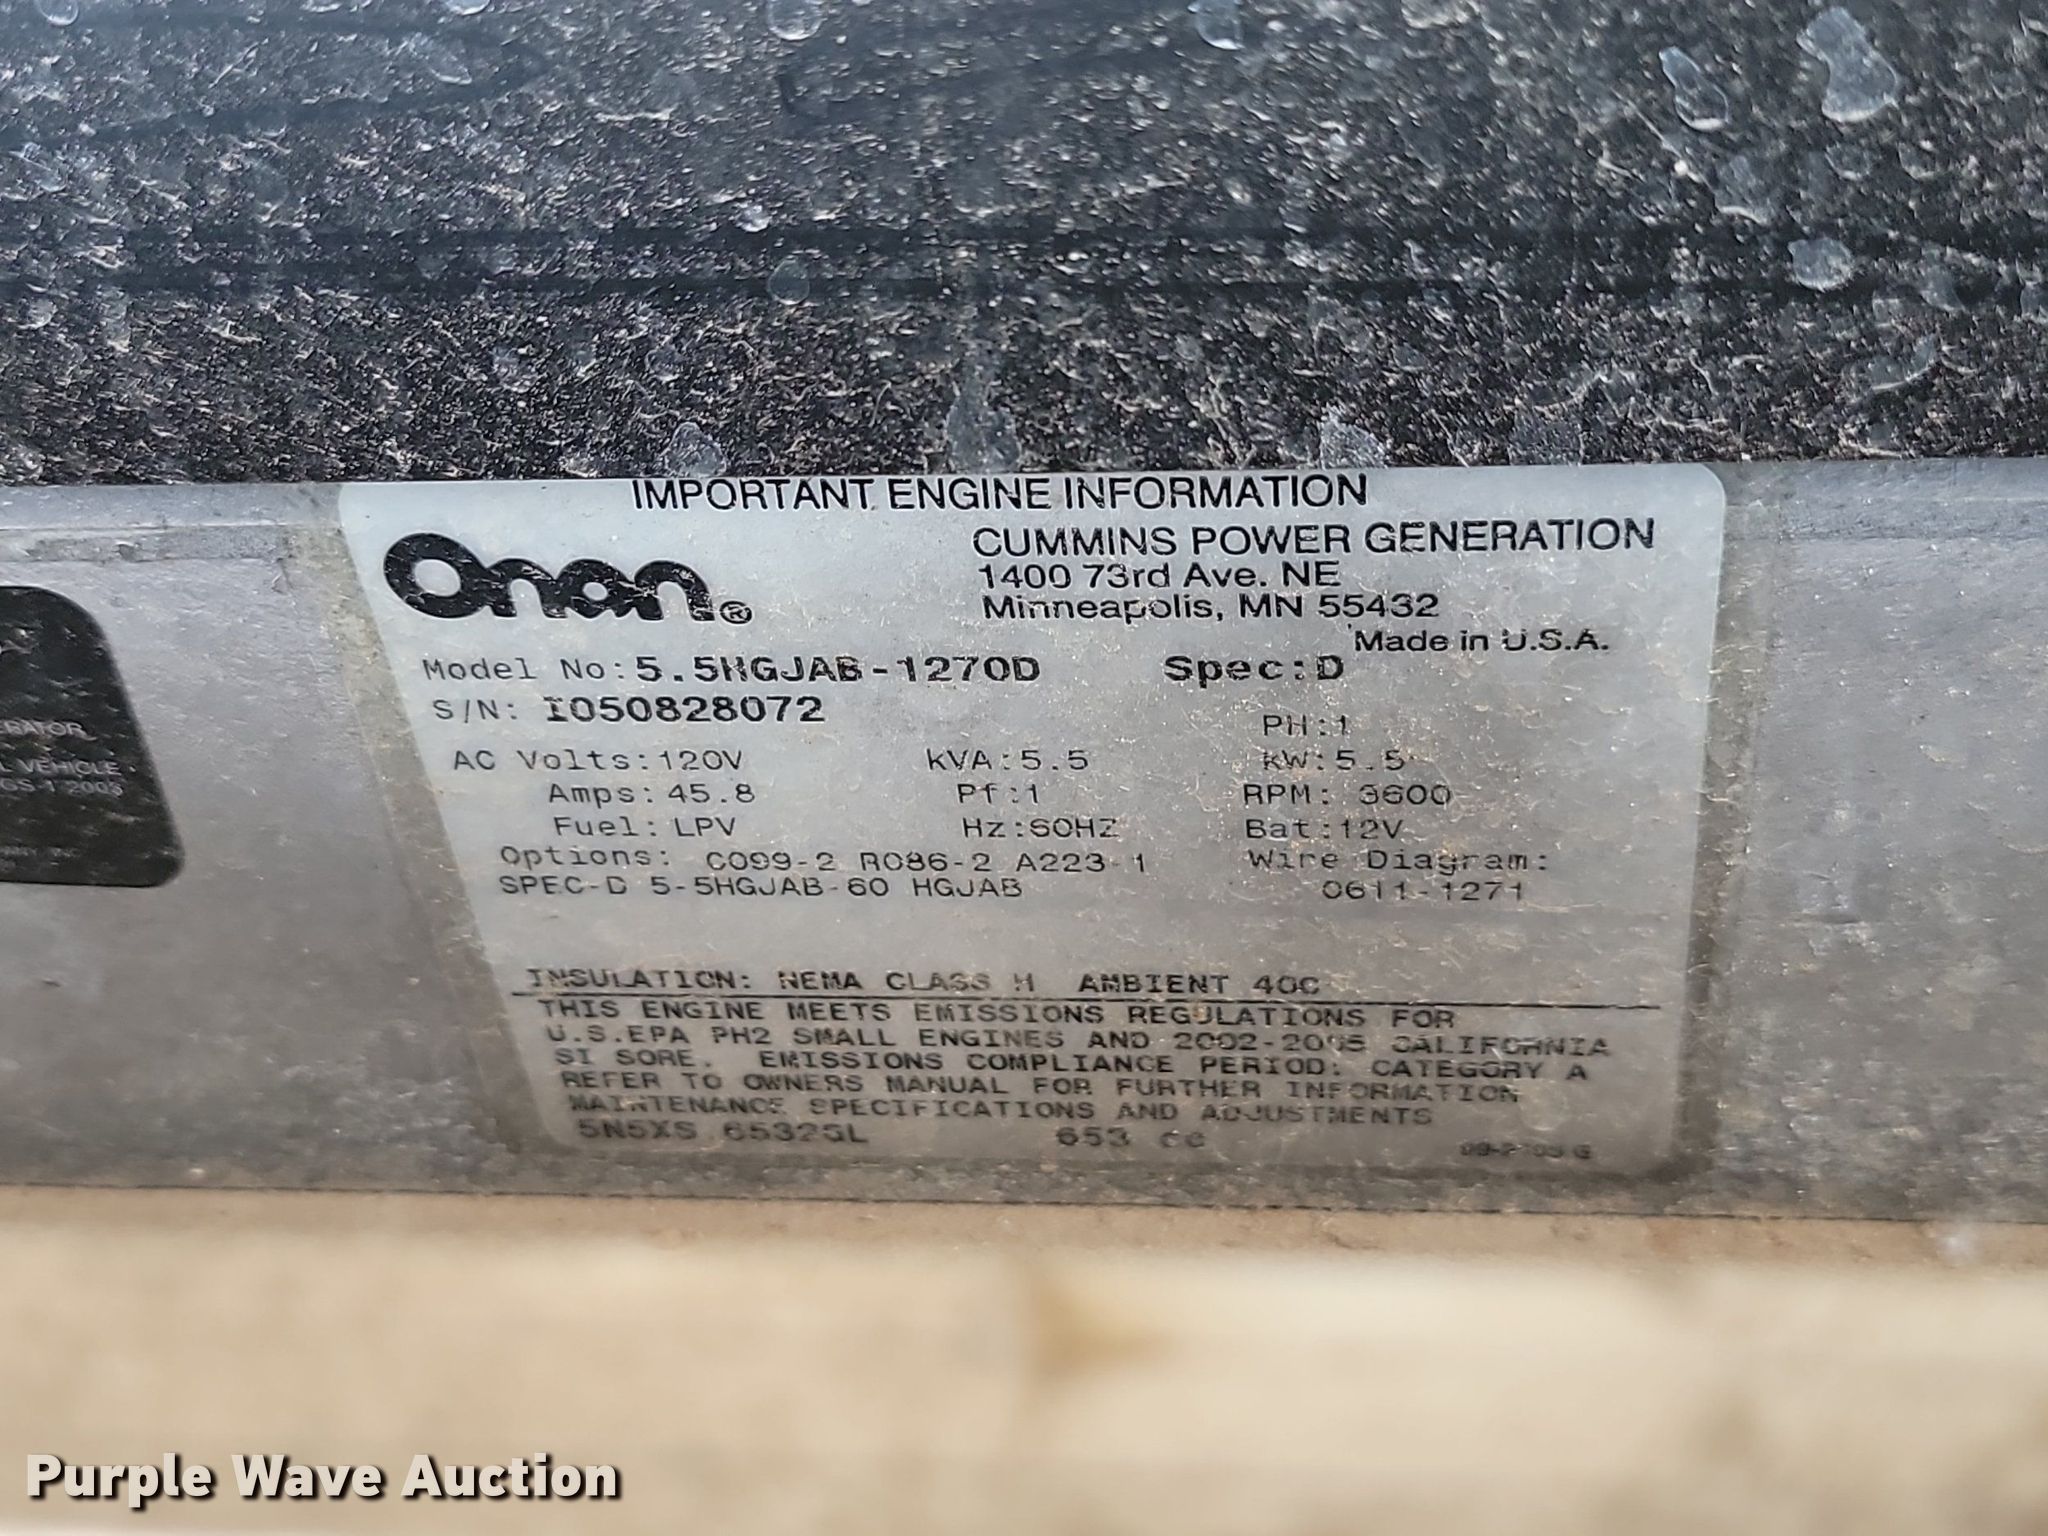 IMPORTANT ENGINE INFORMATION
Onan®
CUMMINS POWER GENERATION
1400 73rd Ave. NE
Minneapolis, MN 55432
Made in U.S.A.
Model No: 5.5HGJAB-1270D Spec: D
S/N: I050828072
PH: 1
AC Volts: 120V kVA: 5.5 kW: 5.5
Amps: 45.8 Pf: 1 RPM: 3600
Fuel: LPV Hz: 60HZ Bat: 12V
Options: C099-2 R086-2 A223-1 Wire Diagram:
SPEC-D 5-5HGJAB-60 HGJAB 0611-1271
INSULATION: NEMA CLASS H AMBIENT 40C
THIS ENGINE MEETS EMISSIONS REGULATIONS FOR
U.S.EPA PH2 SMALL ENGINES AND 2002-2005 CALIFORNIA
SI SORE. EMISSIONS COMPLIANCE PERIOD: CATEGORY A
REFER TO OWNERS MANUAL FOR FURTHER INFORMATION
MAINTENANCE SPECIFICATIONS AND ADJUSTMENTS
5N5XS 653 cc
VEHICLE
Purple Wave Auction